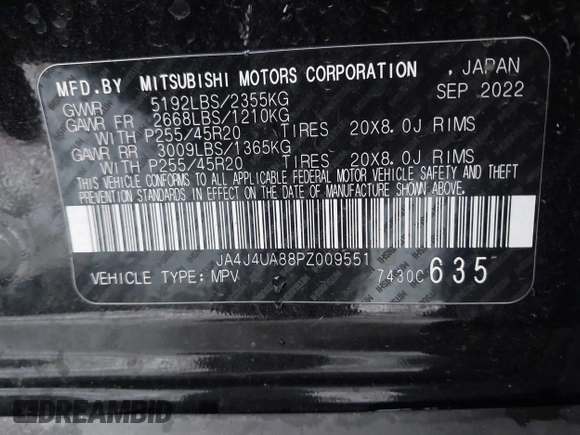 MFD.BY MITSUBISHI MOTORS CORPORATION , JAPAN
GVWR 5192LBS/2355KG SEP 2022
GAWR FR 2668LBS/1210KG
WITH P255/45R20 TIRES 20X8.0J RIMS
GAWR RR 3009LBS/1365KG
WITH P255/45R20 TIRES 20X8.0J RIMS
THIS VEHICLE CONFORMS TO ALL APPLICABLE FEDERAL MOTOR VEHICLE SAFETY AND THEFT
PREVENTION STANDARDS IN EFFECT ON THE DATE OF MANUFACTURE SHOWN ABOVE.
JA4J4UA88PZ009551
VEHICLE TYPE: MPV 7430C 635
DREAMBID